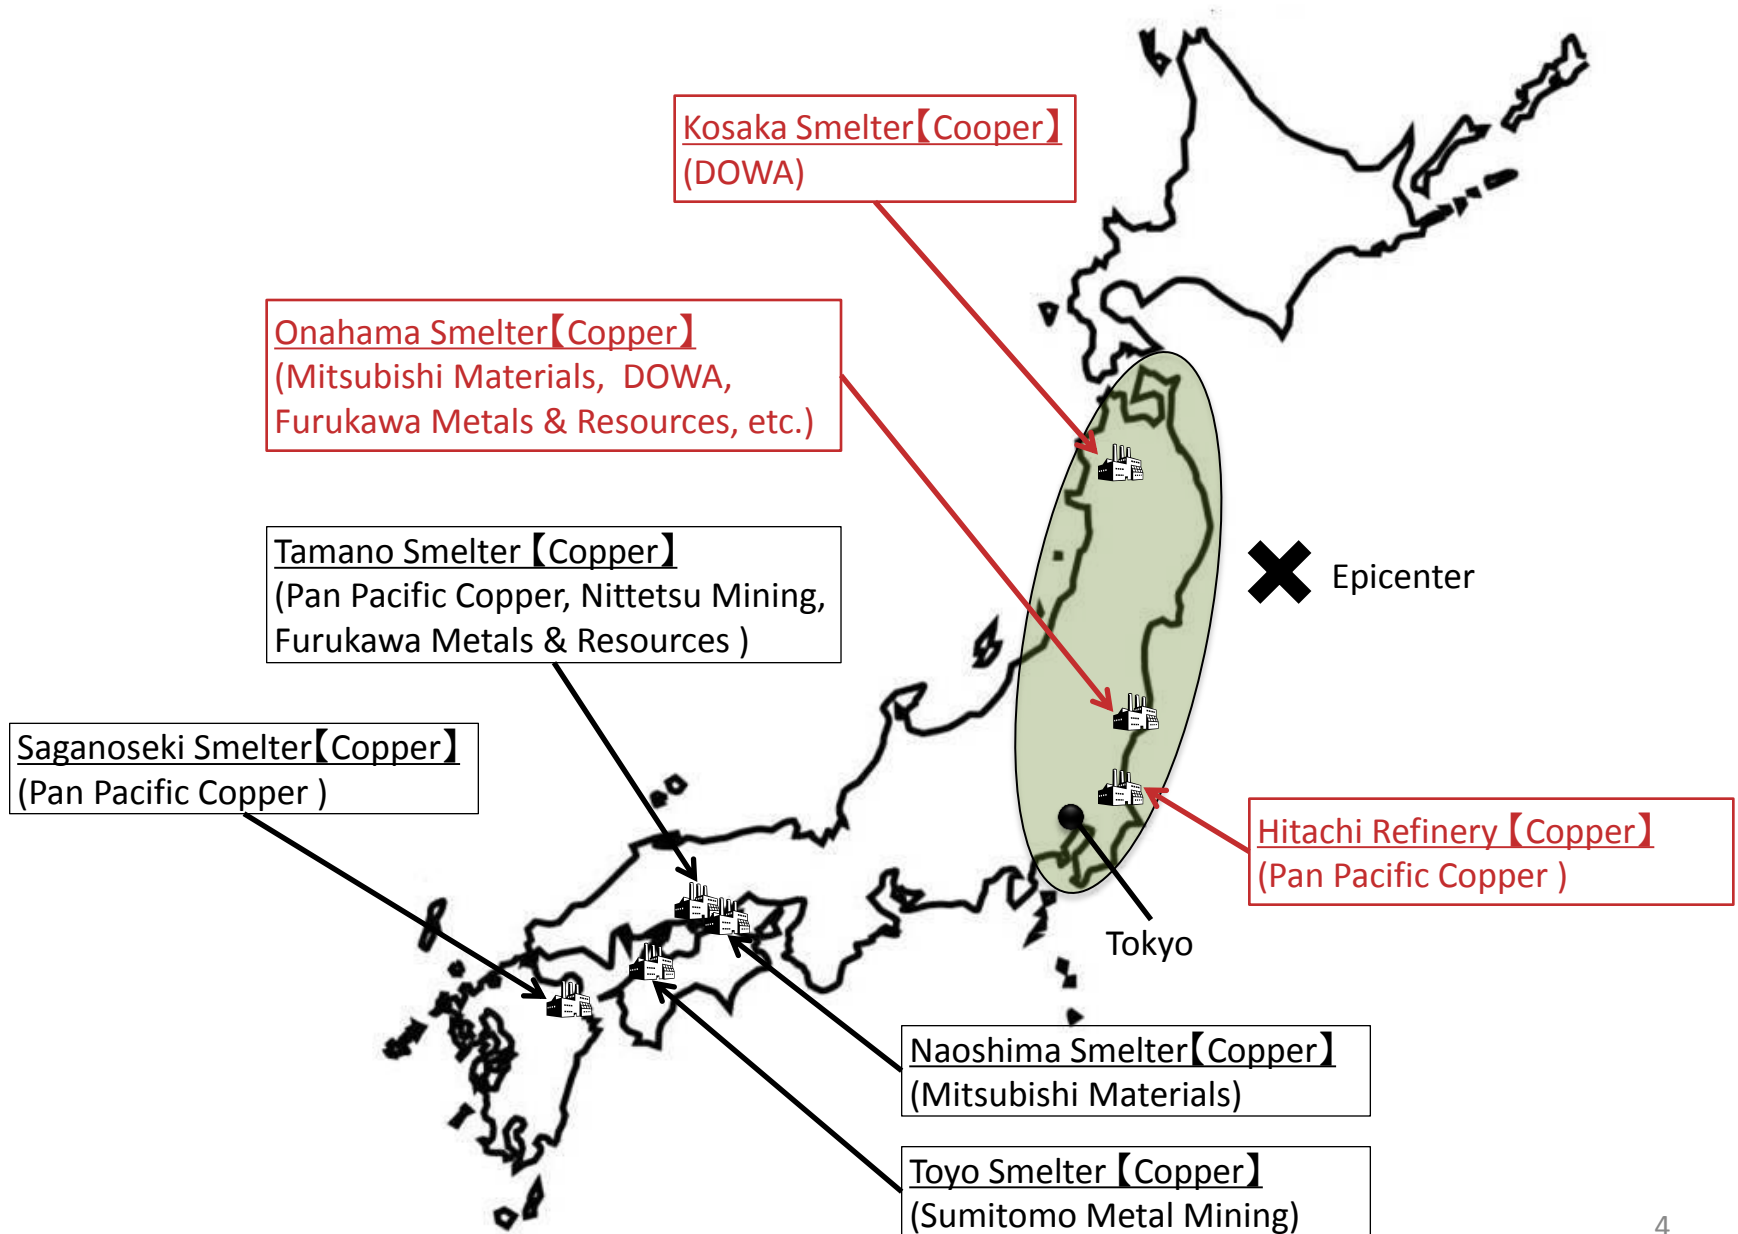 Kosaka Smelter【Cooper】
(DOWA)
Onahama Smelter【Copper】
(Mitsubishi Materials, DOWA,
Furukawa Metals & Resources, etc.)
Tamano Smelter【Copper】
(Pan Pacific Copper, Nittetsu Mining,
Furukawa Metals & Resources )
Epicenter
Saganoseki Smelter【Copper】
(Pan Pacific Copper )
Hitachi Refinery【Copper】
(Pan Pacific Copper )
Tokyo
Naoshima Smelter【Copper】
(Mitsubishi Materials)
Toyo Smelter【Copper】
(Sumitomo Metal Mining)
4